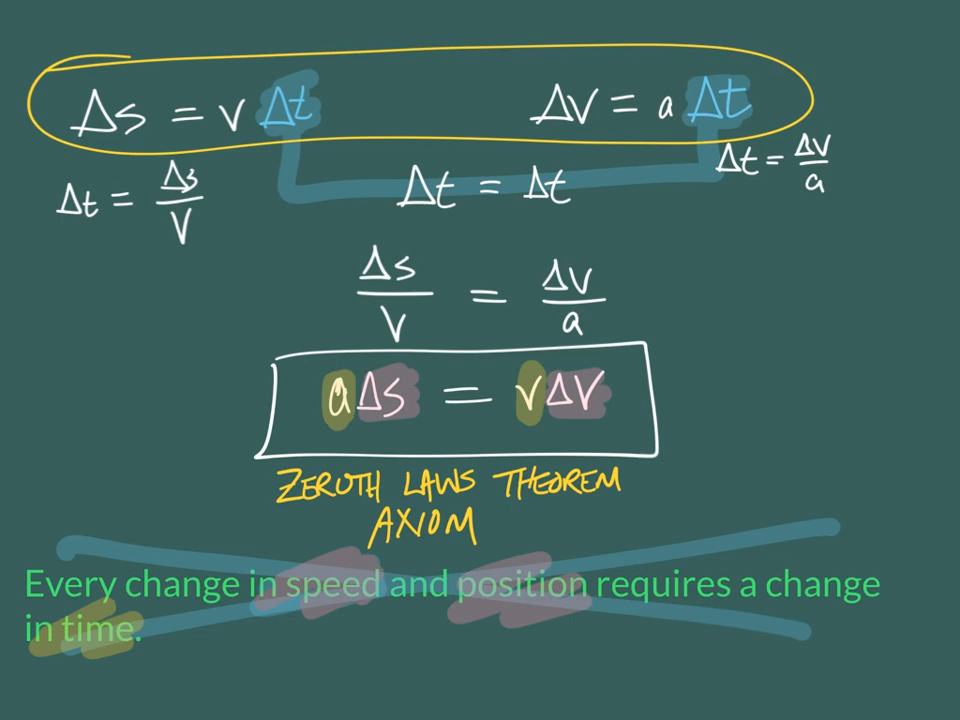 Δs = v Δt
Δv = a Δt
Δt = Δs/v
Δt = Δt
Δt = Δv/a
Δs/v = Δv/a
aΔs = vΔv
ZEROTH LAWS THEOREM
AXIOM
Every change in speed and position requires a change
in time.